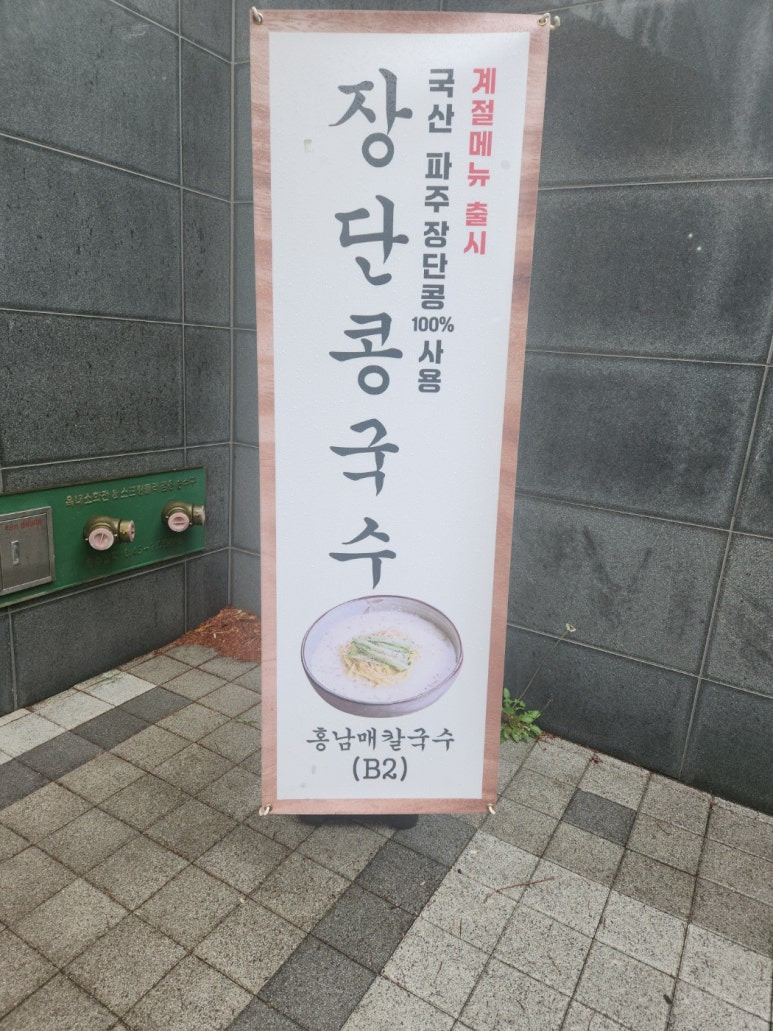 계절메뉴 출시
국산 파주장단콩 100% 사용
장단콩국수
홍남매칼국수
(B2)